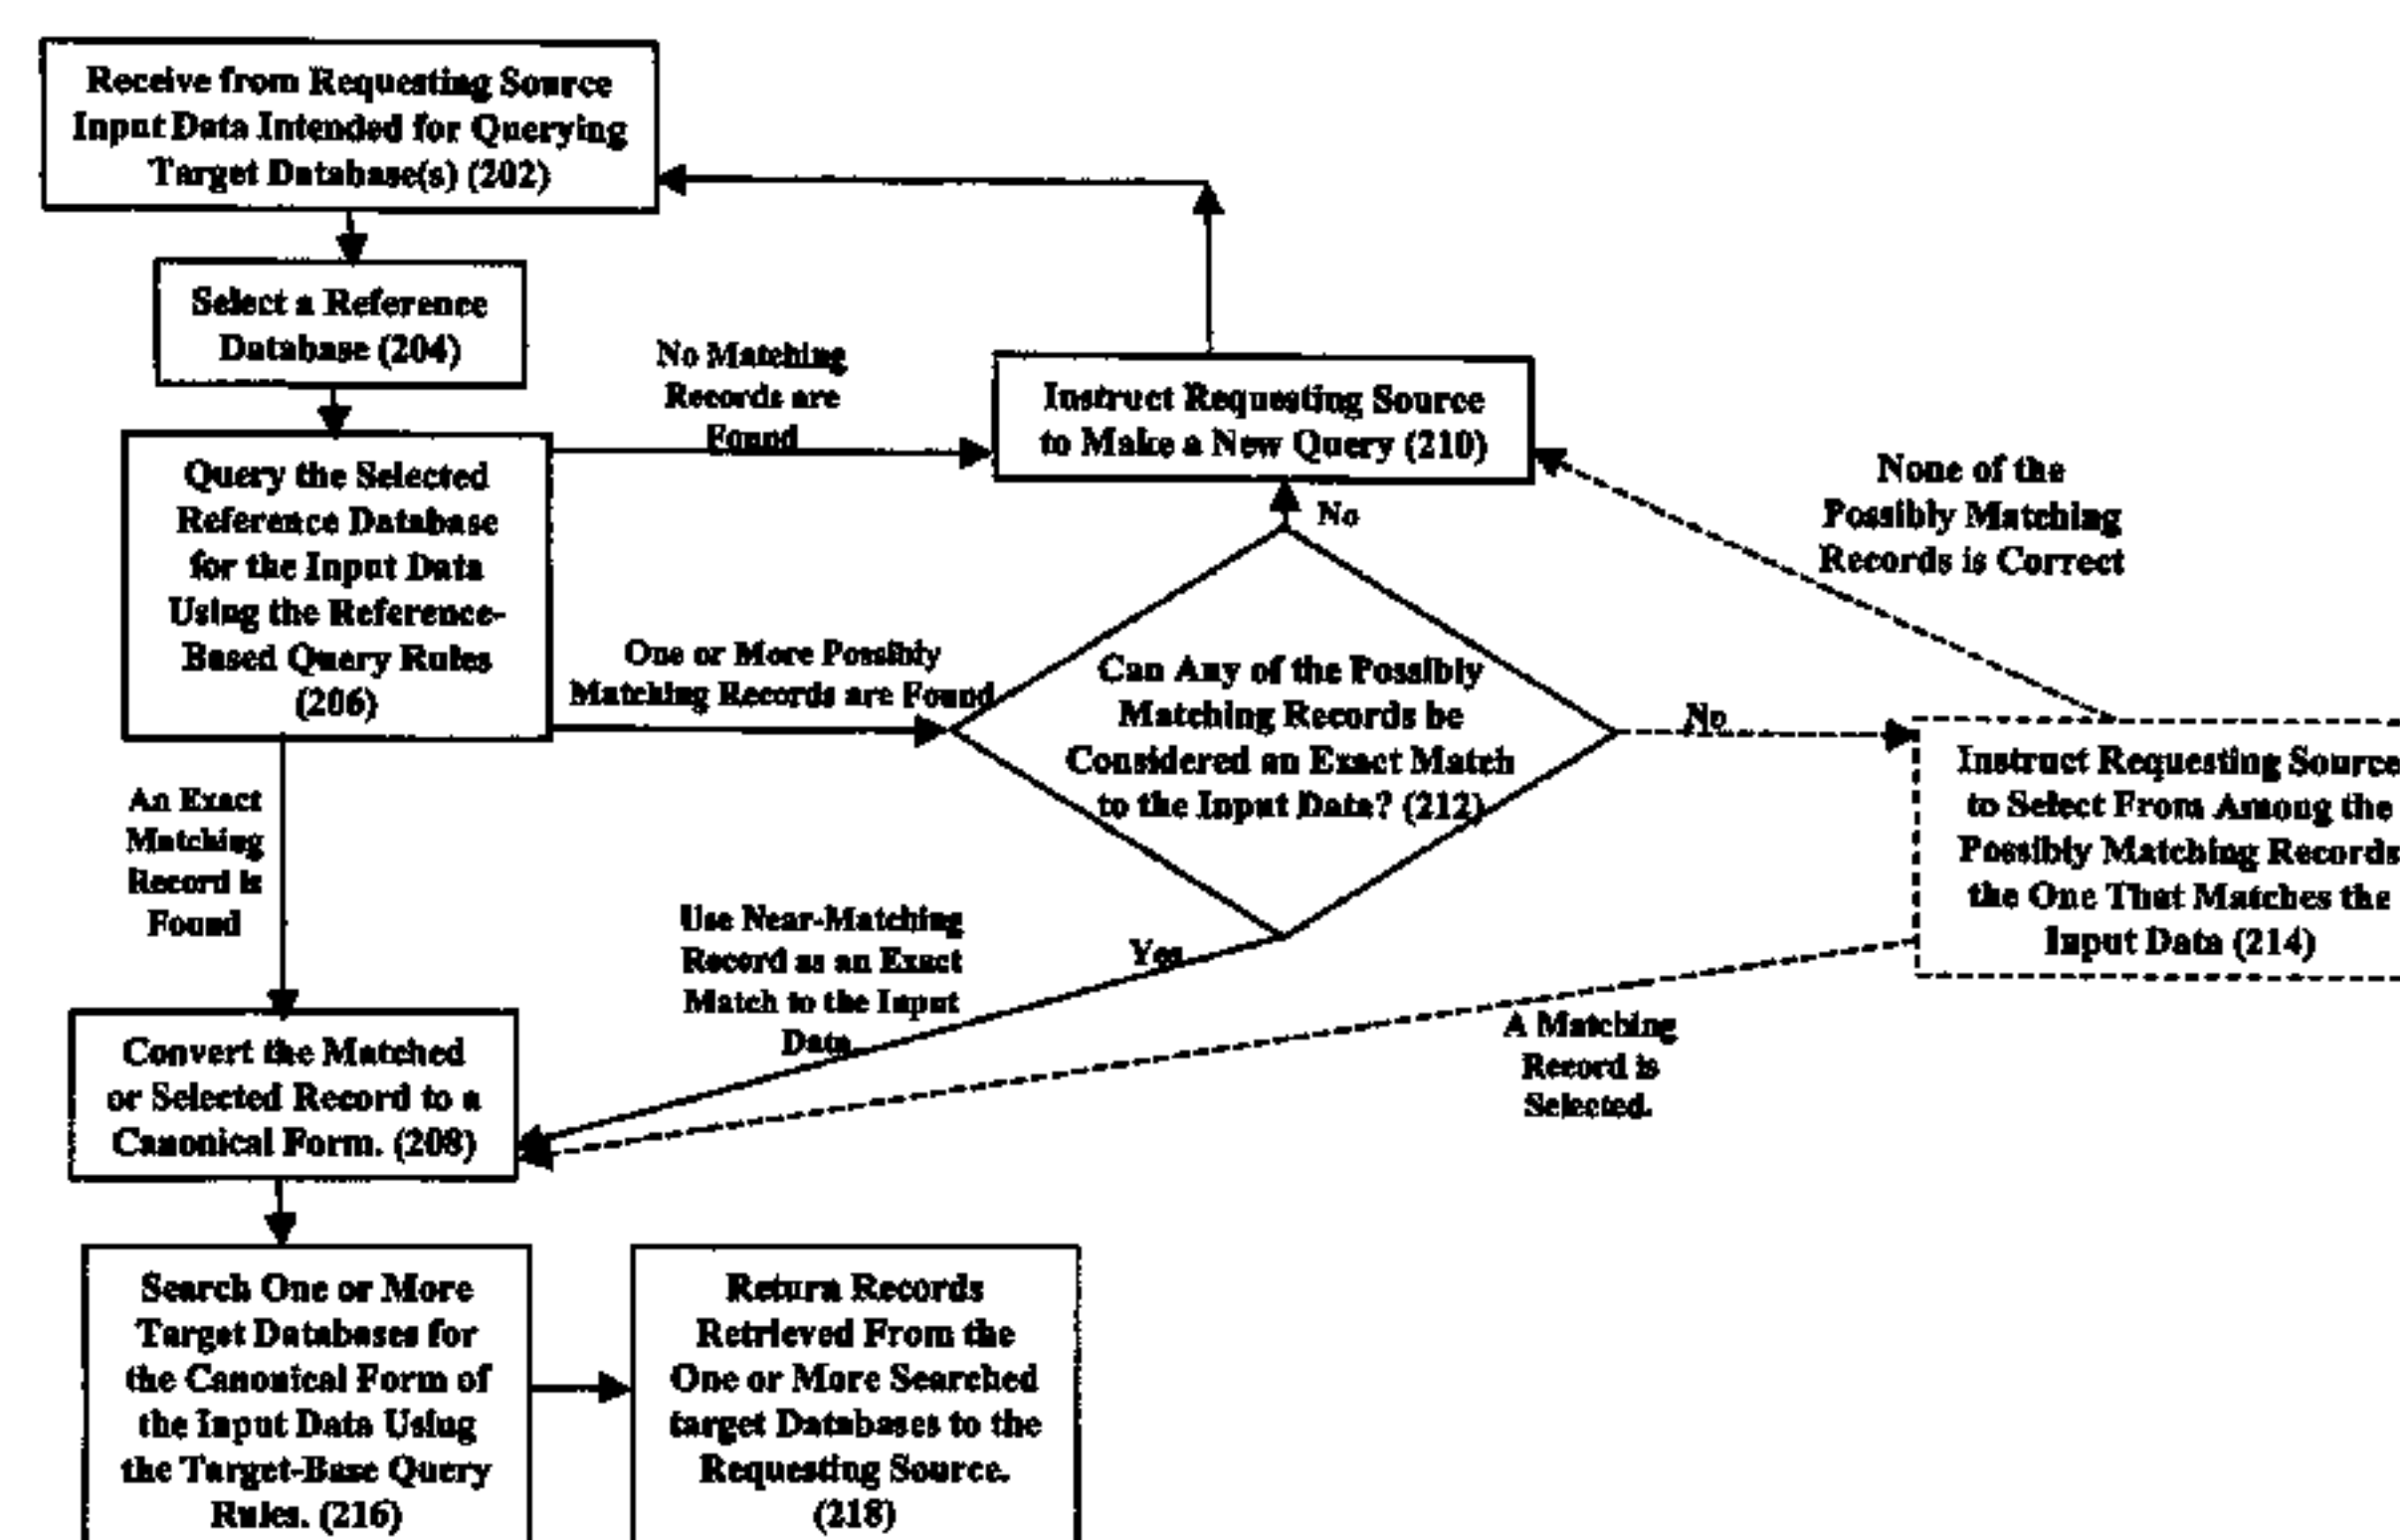 Receive from Requesting Source
Input Data Intended for Querying
Target Database(s) (202)
Select a Reference
Database (204)
No Matching
Records are
Found
Instruct Requesting Source
to Make a New Query (210)
Query the Selected
Reference Database
for the Input Data
Using the Reference-
Based Query Rules
(206)
None of the
Possibly Matching
Records is Correct
No
One or More Possibly
Matching Records are Found
Can Any of the Possibly
Matching Records be
Considered an Exact Match
to the Input Data? (212)
No
Instruct Requesting Source
to Select From Among the
Possibly Matching Records
the One That Matches the
Input Data (214)
An Exact
Matching
Record is
Found
Use Near-Matching
Record as an Exact
Match to the Input
Data
Yes
A Matching
Record is
Selected.
Convert the Matched
or Selected Record to a
Canonical Form. (208)
Search One or More
Target Databases for
the Canonical Form of
the Input Data Using
the Target-Base Query
Rules. (216)
Return Records
Retrieved From the
One or More Searched
target Databases to the
Requesting Source.
(218)